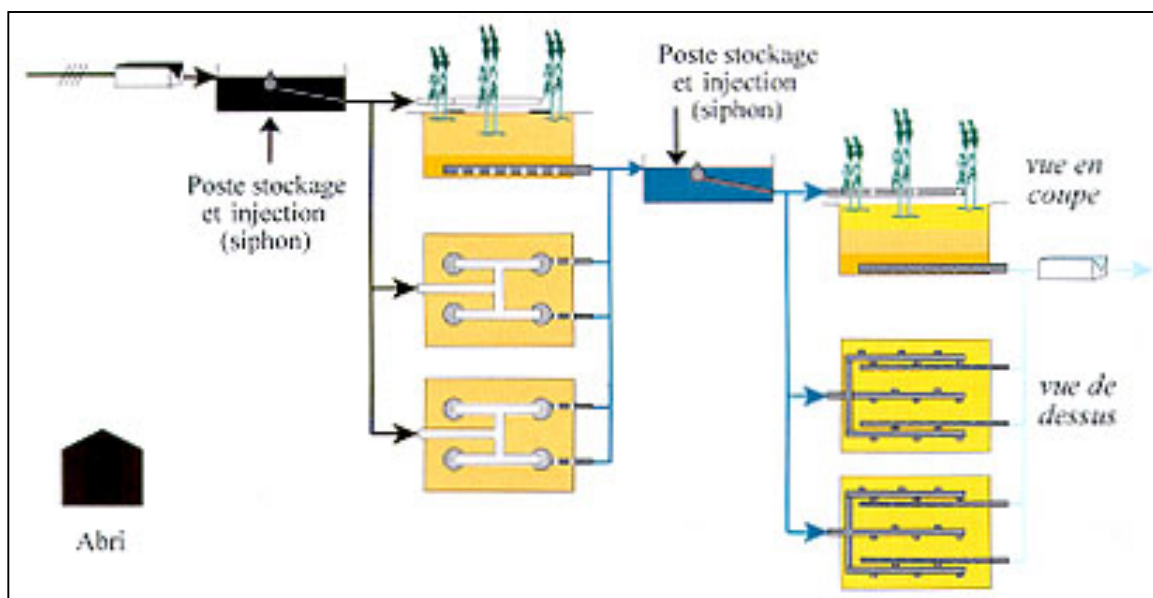 Poste stockage
et injection
(siphon)
Poste stockage
et injection
(siphon)
vue en
coupe
vue de
dessus
Abri